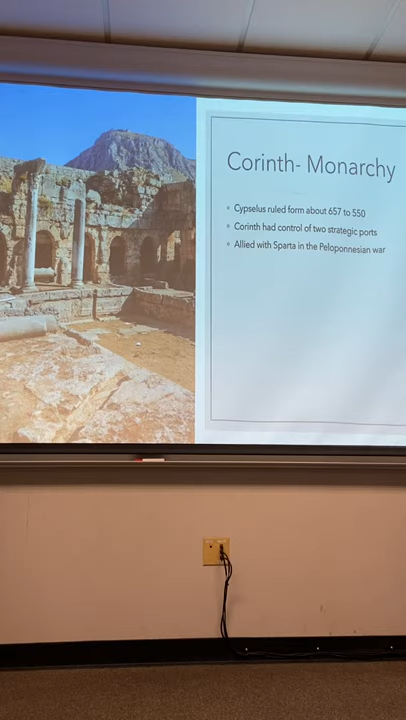 Corinth- Monarchy
Cypselus ruled form about 657 to 550
Corinth had control of two strategic ports
Allied with Sparta in the Peloponnesian war